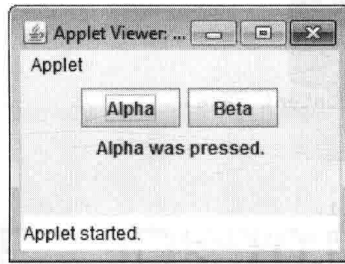 Applet Viewer: ...
Applet
Alpha Beta
Alpha was pressed.
Applet started.